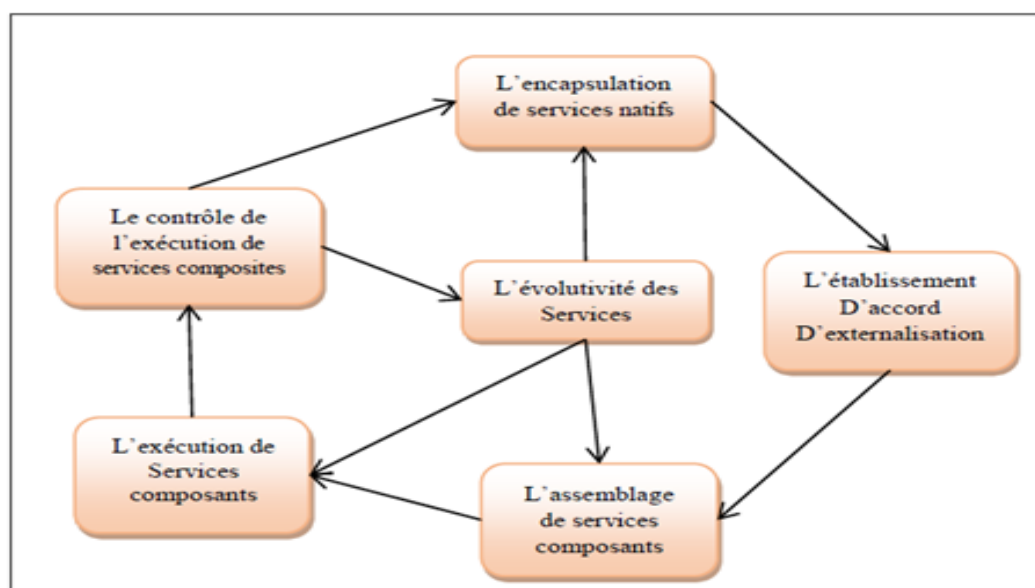 L'encapsulation
de services natifs
Le contrôle de
l'exécution de
services composites
L'évolutivité des
Services
L'établissement
D'accord
D'externalisation
L'exécution de
Services
composants
L'assemblage
de services
composants